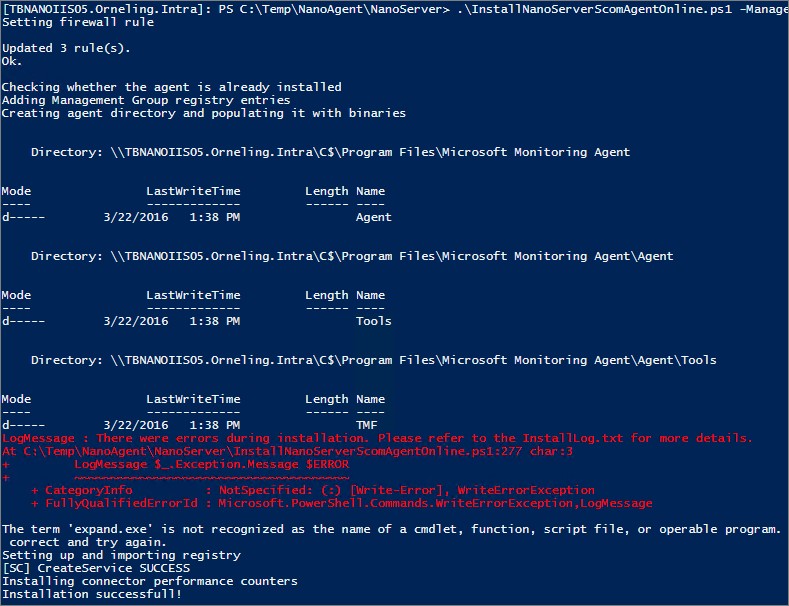 [TBNANOIIS05.Orneling.Intra]: PS C:\Temp\NanoAgent\NanoServer> .\InstallNanoServerScomAgentOnline.ps1 -Manage
Setting firewall rule
Updated 3 rule(s).
Ok.
Checking whether the agent is already installed
Adding Management Group registry entries
Creating agent directory and populating it with binaries
Directory: \\TBNANOIIS05.Orneling.Intra\C$\Program Files\Microsoft Monitoring Agent
Mode LastWriteTime Length Name
---- ------------- ------ ----
d----- 3/22/2016 1:38 PM Agent
Directory: \\TBNANOIIS05.Orneling.Intra\C$\Program Files\Microsoft Monitoring Agent\Agent
Mode LastWriteTime Length Name
---- ------------- ------ ----
d----- 3/22/2016 1:38 PM Tools
Directory: \\TBNANOIIS05.Orneling.Intra\C$\Program Files\Microsoft Monitoring Agent\Agent\Tools
Mode LastWriteTime Length Name
---- ------------- ------ ----
d----- 3/22/2016 1:38 PM TMF
LogMessage : There were errors during installation. Please refer to the InstallLog.txt for more details.
At C:\Temp\NanoAgent\NanoServer\InstallNanoServerScomAgentOnline.ps1:277 char:3
+ LogMessage $_.Exception.Message $ERROR
+ ~~~~~~~~~~~~~~~~~~~~~~~~~~~~~~~~~~~~~~
+ CategoryInfo : NotSpecified: (:) [Write-Error], WriteErrorException
+ FullyQualifiedErrorId : Microsoft.PowerShell.Commands.WriteErrorException,LogMessage
The term 'expand.exe' is not recognized as the name of a cmdlet, function, script file, or operable program.
correct and try again.
Setting up and importing registry
[SC] CreateService SUCCESS
Installing connector performance counters
Installation successfull!